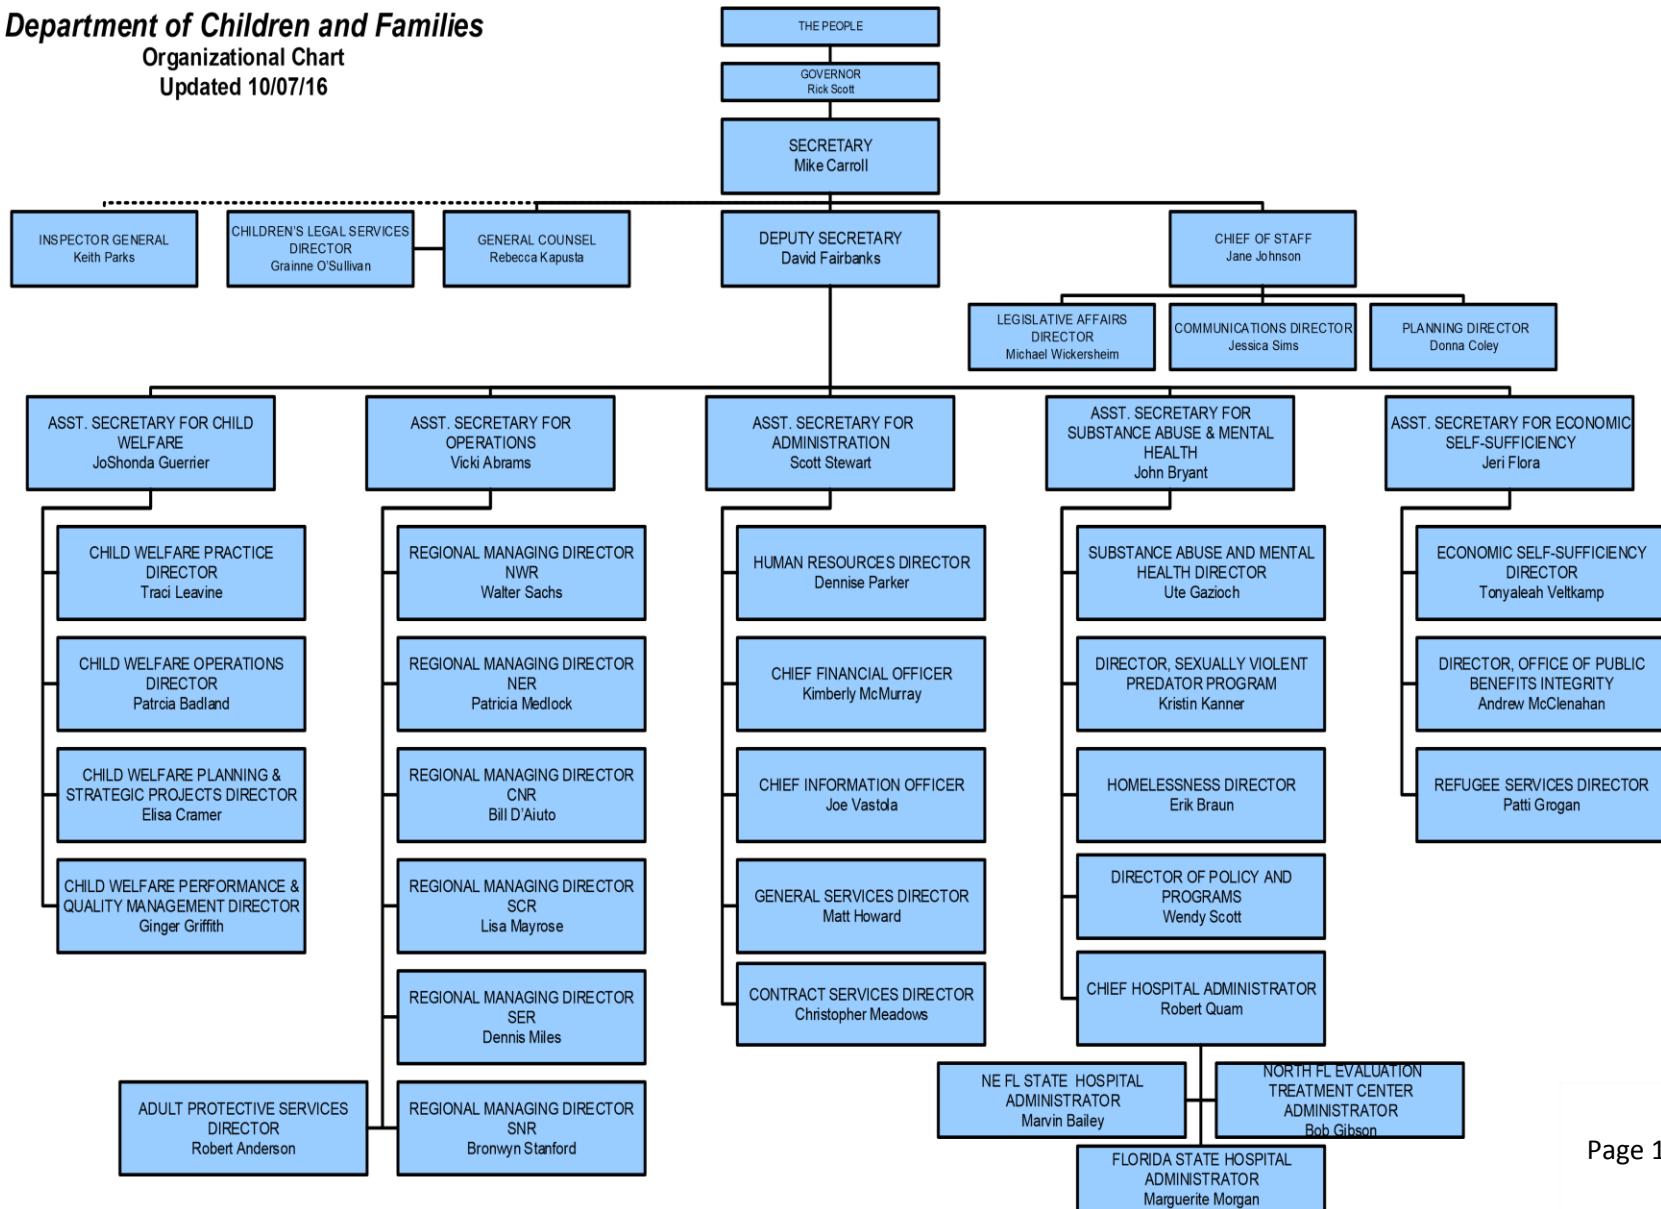 Department of Children and Families
Organizational Chart
Updated 10/07/16
THE PEOPLE
GOVERNOR
Rick Scott
SECRETARY
Mike Carroll
INSPECTOR GENERAL
Keith Parks
CHILDREN'S LEGAL SERVICES
DIRECTOR
Grainne O'Sullivan
GENERAL COUNSEL
Rebecca Kapusta
DEPUTY SECRETARY
David Fairbanks
CHIEF OF STAFF
Jane Johnson
LEGISLATIVE AFFAIRS
DIRECTOR
Michael Wickersheim
COMMUNICATIONS DIRECTOR
Jessica Sims
PLANNING DIRECTOR
Donna Coley
ASST. SECRETARY FOR CHILD
WELFARE
JoShonda Guerrier
ASST. SECRETARY FOR
OPERATIONS
Vicki Abrams
ASST. SECRETARY FOR
ADMINISTRATION
Scott Stewart
ASST. SECRETARY FOR
SUBSTANCE ABUSE & MENTAL
HEALTH
John Bryant
ASST. SECRETARY FOR ECONOMIC
SELF-SUFFICIENCY
Jeri Flora
CHILD WELFARE PRACTICE
DIRECTOR
Traci Leavine
CHILD WELFARE OPERATIONS
DIRECTOR
Patrcia Badland
CHILD WELFARE PLANNING &
STRATEGIC PROJECTS DIRECTOR
Elisa Cramer
CHILD WELFARE PERFORMANCE &
QUALITY MANAGEMENT DIRECTOR
Ginger Griffith
REGIONAL MANAGING DIRECTOR
NWR
Walter Sachs
REGIONAL MANAGING DIRECTOR
NER
Patricia Medlock
REGIONAL MANAGING DIRECTOR
CNR
Bill D'Aiuto
REGIONAL MANAGING DIRECTOR
SCR
Lisa Mayrose
REGIONAL MANAGING DIRECTOR
SER
Dennis Miles
ADULT PROTECTIVE SERVICES
DIRECTOR
Robert Anderson
REGIONAL MANAGING DIRECTOR
SNR
Bronwyn Stanford
HUMAN RESOURCES DIRECTOR
Dennise Parker
CHIEF FINANCIAL OFFICER
Kimberly McMurray
CHIEF INFORMATION OFFICER
Joe Vastola
GENERAL SERVICES DIRECTOR
Matt Howard
CONTRACT SERVICES DIRECTOR
Christopher Meadows
SUBSTANCE ABUSE AND MENTAL
HEALTH DIRECTOR
Ute Gazioch
DIRECTOR, SEXUALLY VIOLENT
PREDATOR PROGRAM
Kristin Kanner
HOMELESSNESS DIRECTOR
Erik Braun
DIRECTOR OF POLICY AND
PROGRAMS
Wendy Scott
CHIEF HOSPITAL ADMINISTRATOR
Robert Quam
NE FL STATE HOSPITAL
ADMINISTRATOR
Marvin Bailey
NORTH FL EVALUATION
TREATMENT CENTER
ADMINISTRATOR
Bob Gibson
FLORIDA STATE HOSPITAL
ADMINISTRATOR
Marguerite Morgan
ECONOMIC SELF-SUFFICIENCY
DIRECTOR
Tonyaleah Veltkamp
DIRECTOR, OFFICE OF PUBLIC
BENEFITS INTEGRITY
Andrew McClenahan
REFUGEE SERVICES DIRECTOR
Patti Grogan
Page 1